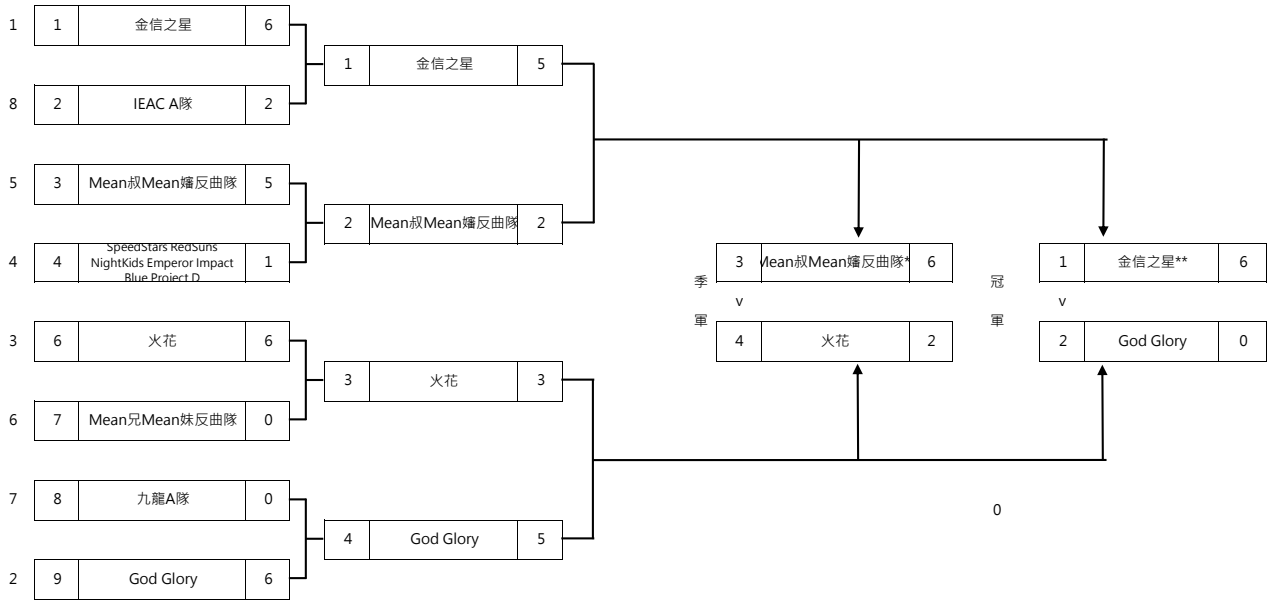 1 1 金信之星 6
1 金信之星 5
8 2 IEAC A隊 2
5 3 Mean叔Mean嬸反曲隊 5
2 Mean叔Mean嬸反曲隊 2
4 4 SpeedStars RedSuns
NightKids Emperor Impact
Blue Project D 1
季軍
3 Mean叔Mean嬸反曲隊* 6
v
4 火花 2
冠軍
1 金信之星** 6
v
2 God Glory 0
3 6 火花 6
3 火花 3
6 7 Mean兄Mean妹反曲隊 0
7 8 九龍A隊 0
0
4 God Glory 5
2 9 God Glory 6